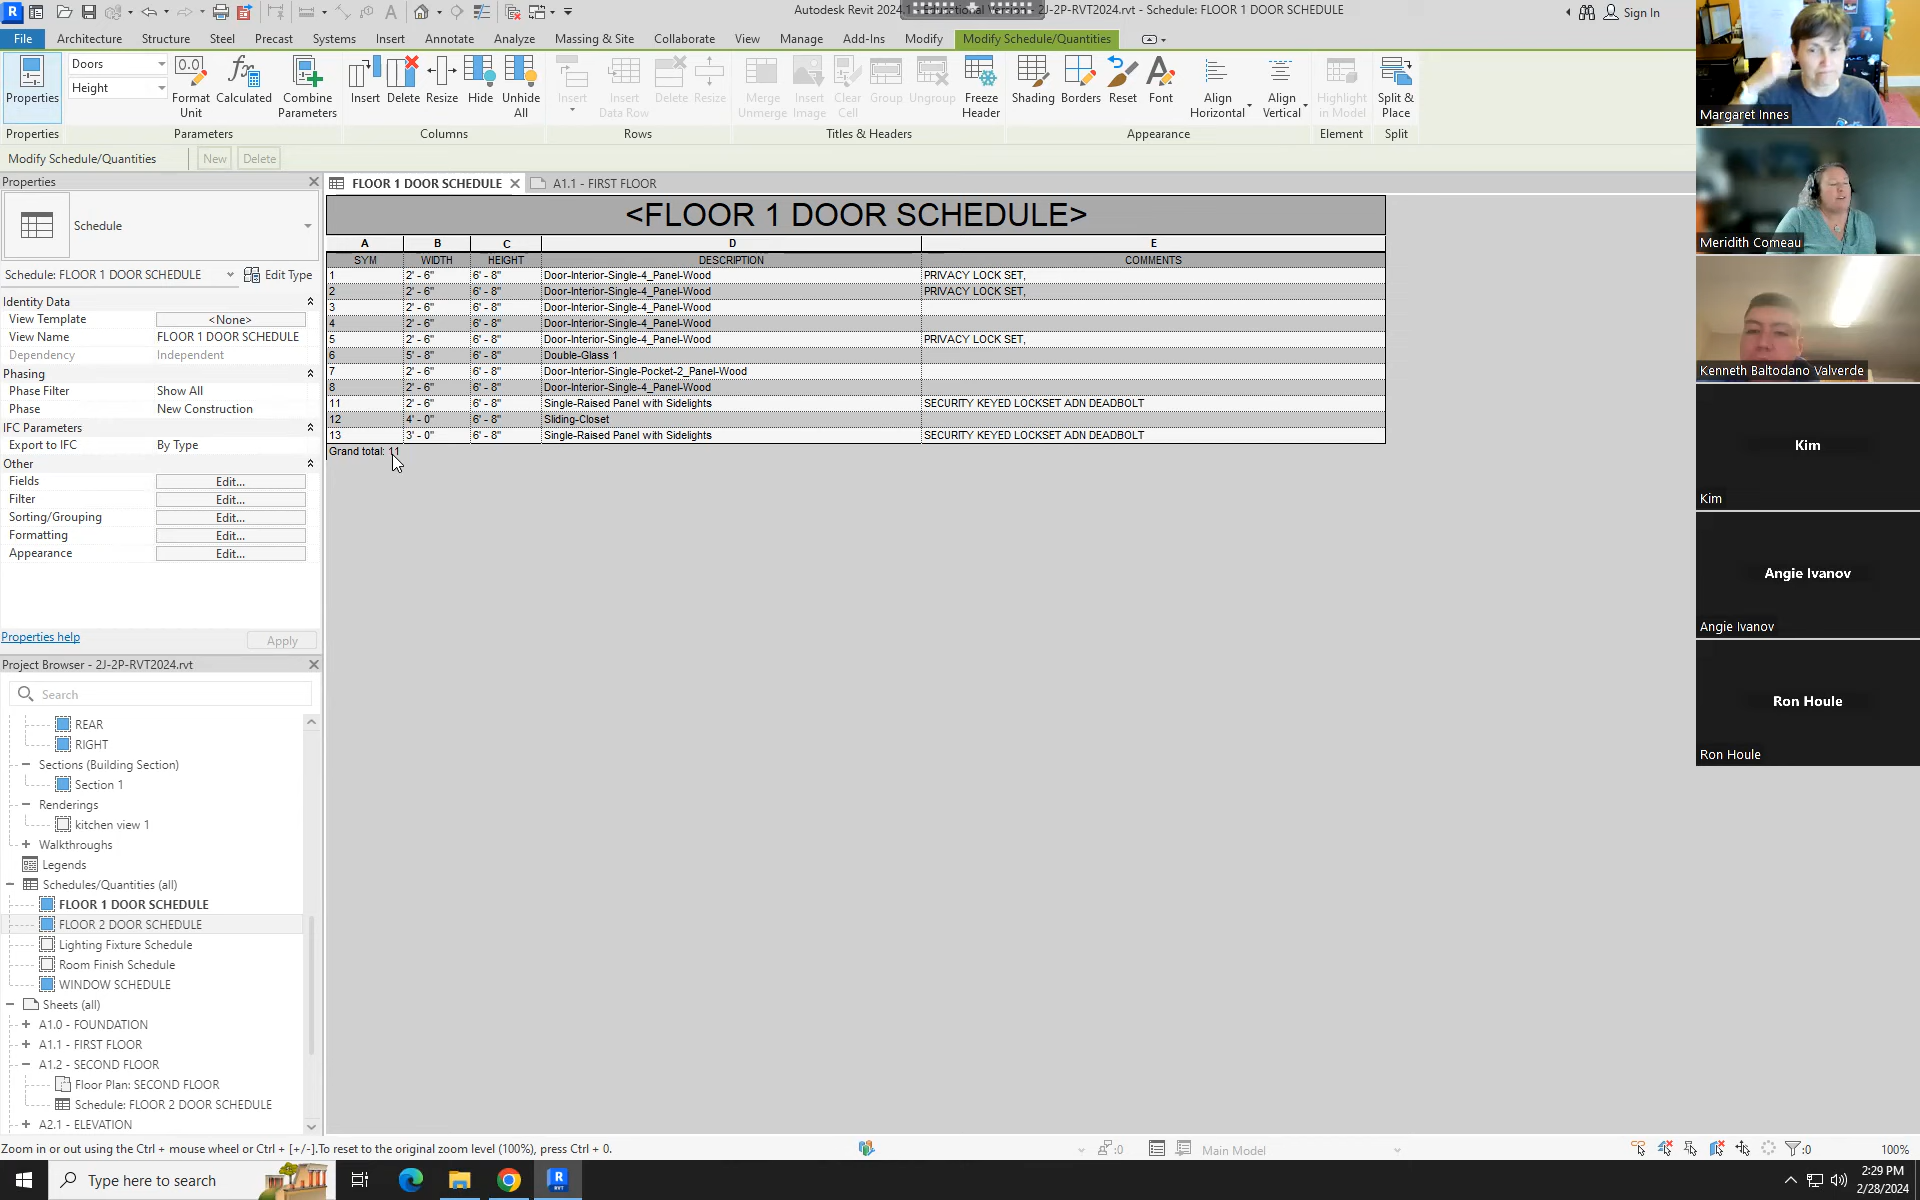 Autodesk Revit 2024.1 - Educational Version - 2J-2P-RVT2024.rvt - Schedule: FLOOR 1 DOOR SCHEDULE
Sign In
File Architecture Structure Steel Precast Systems Insert Annotate Analyze Massing & Site Collaborate View Manage Add-Ins Modify Modify Schedule/Quantities
Doors
Height
Properties
Format Unit
Calculated
Combine Parameters
Insert
Delete
Resize
Hide
Unhide All
Insert
Insert Data Row
Delete
Resize
Merge Unmerge
Insert Image
Clear Cell
Group
Ungroup
Freeze Header
Shading
Borders
Reset
Font
Align Horizontal
Align Vertical
Highlight in Model
Split & Place
Properties Parameters Columns Rows Titles & Headers Appearance Element Split
Modify Schedule/Quantities New Delete
Properties
Schedule
Schedule: FLOOR 1 DOOR SCHEDULE Edit Type
Identity Data
View Template <None>
View Name FLOOR 1 DOOR SCHEDULE
Dependency Independent
Phasing
Phase Filter Show All
Phase New Construction
IFC Parameters
Export to IFC By Type
Other
Fields Edit...
Filter Edit...
Sorting/Grouping Edit...
Formatting Edit...
Appearance Edit...
Properties help Apply
Project Browser - 2J-2P-RVT2024.rvt
Search
REAR
RIGHT
Sections (Building Section)
Section 1
Renderings
kitchen view 1
Walkthroughs
Legends
Schedules/Quantities (all)
FLOOR 1 DOOR SCHEDULE
FLOOR 2 DOOR SCHEDULE
Lighting Fixture Schedule
Room Finish Schedule
WINDOW SCHEDULE
Sheets (all)
A1.0 - FOUNDATION
A1.1 - FIRST FLOOR
A1.2 - SECOND FLOOR
Floor Plan: SECOND FLOOR
Schedule: FLOOR 2 DOOR SCHEDULE
A2.1 - ELEVATION
FLOOR 1 DOOR SCHEDULE A1.1 - FIRST FLOOR
<FLOOR 1 DOOR SCHEDULE>
A B C D E
SYM WIDTH HEIGHT DESCRIPTION COMMENTS
1 2' - 6" 6' - 8" Door-Interior-Single-4_Panel-Wood PRIVACY LOCK SET,
2 2' - 6" 6' - 8" Door-Interior-Single-4_Panel-Wood PRIVACY LOCK SET,
3 2' - 6" 6' - 8" Door-Interior-Single-4_Panel-Wood
4 2' - 6" 6' - 8" Door-Interior-Single-4_Panel-Wood
5 2' - 6" 6' - 8" Door-Interior-Single-4_Panel-Wood PRIVACY LOCK SET,
6 5' - 8" 6' - 8" Double-Glass 1
7 2' - 6" 6' - 8" Door-Interior-Single-Pocket-2_Panel-Wood
8 2' - 6" 6' - 8" Door-Interior-Single-4_Panel-Wood
11 2' - 6" 6' - 8" Single-Raised Panel with Sidelights SECURITY KEYED LOCKSET ADN DEADBOLT
12 4' - 0" 6' - 8" Sliding-Closet
13 3' - 0" 6' - 8" Single-Raised Panel with Sidelights SECURITY KEYED LOCKSET ADN DEADBOLT
Grand total: 11
Margaret Innes
Meridith Comeau
Kenneth Baltodano Valverde
Kim
Kim
Angie Ivanov
Angie Ivanov
Ron Houle
Ron Houle
Zoom in or out using the Ctrl + mouse wheel or Ctrl + [+/-].To reset to the original zoom level (100%), press Ctrl + 0.
:0
Main Model
:0
100%
Type here to search
2:29 PM
2/28/2024